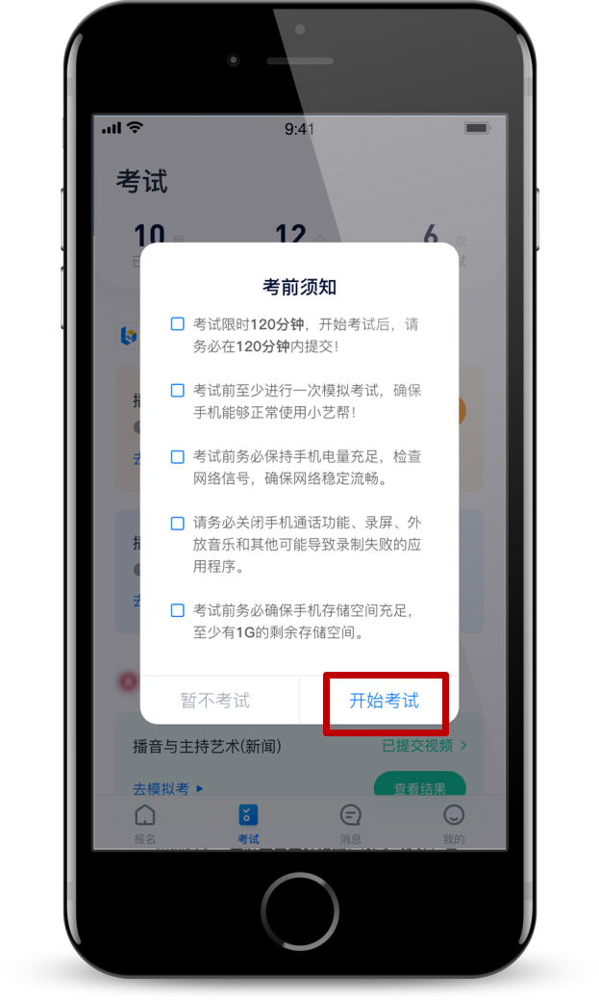 9:41
考试
10 所
12 个
6 次
已
试
考前须知
考试限时120分钟，开始考试后，请
务必在120分钟内提交！
考试前至少进行一次模拟考试，确保
手机能够正常使用小艺帮！
考试前务必保持手机电量充足，检查
网络信号，确保网络稳定流畅。
请务必关闭手机通话功能、录屏、外
放音乐和其他可能导致录制失败的应
用程序。
考试前务必确保手机存储空间充足，
至少有1G的剩余存储空间。
暂不考试
开始考试
播
去
播
去
播音与主持艺术(新闻)
已提交视频
去模拟考
查看结果
报名
考试
消息
我的